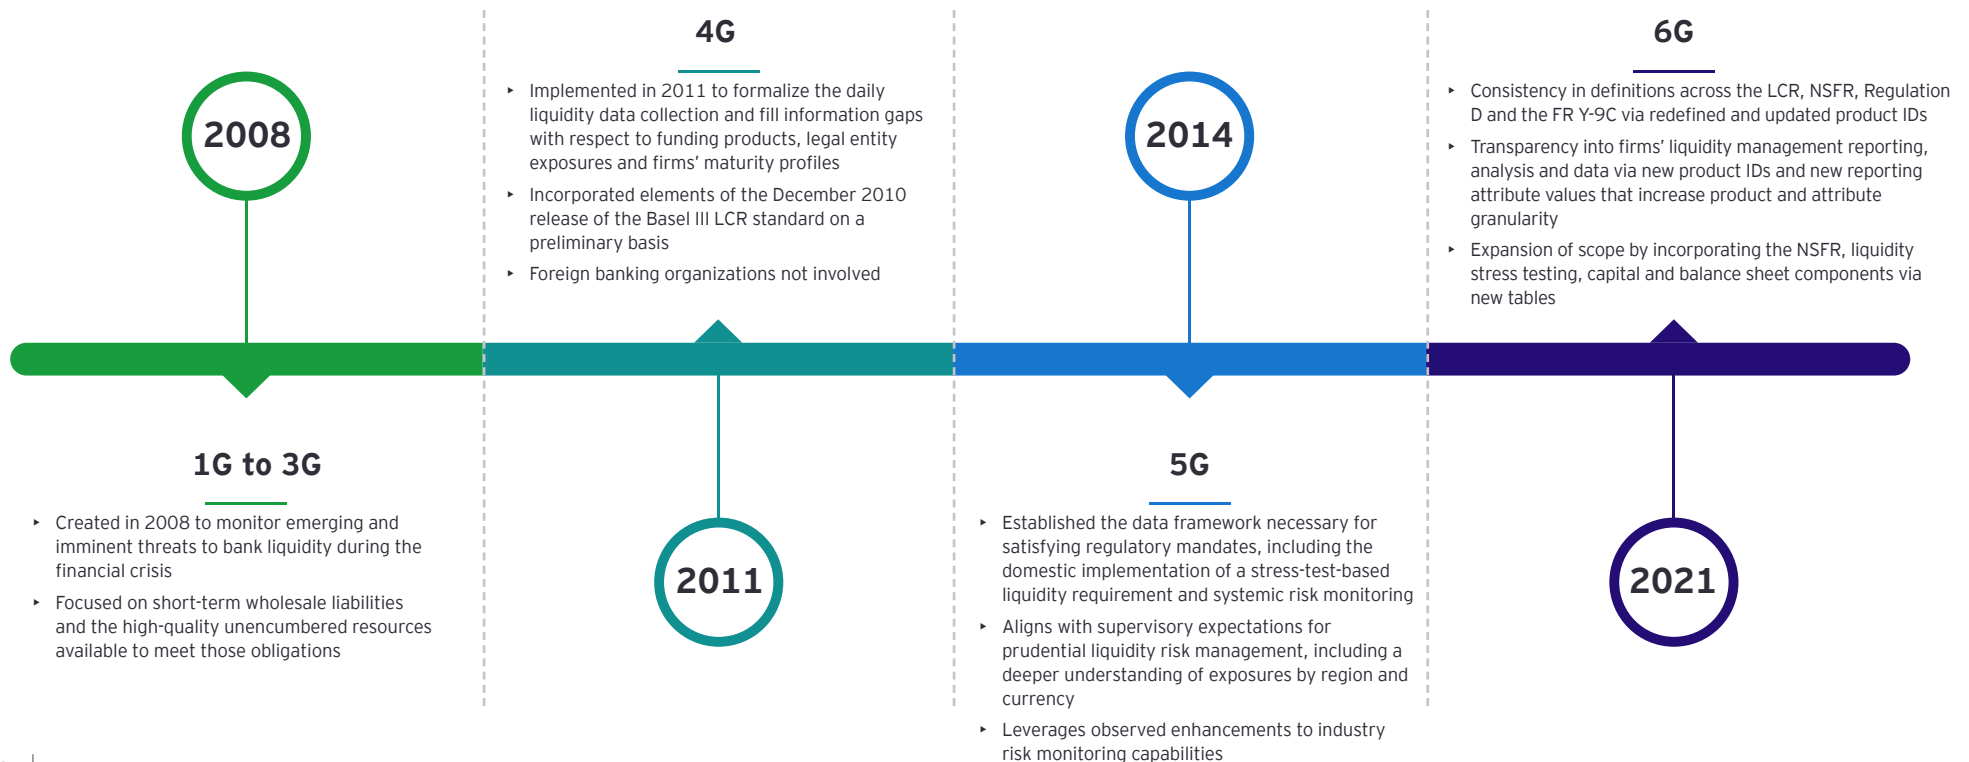 2008
1G to 3G
‣ Created in 2008 to monitor emerging and
imminent threats to bank liquidity during the
financial crisis
‣ Focused on short-term wholesale liabilities
and the high-quality unencumbered resources
available to meet those obligations
4G
‣ Implemented in 2011 to formalize the daily
liquidity data collection and fill information gaps
with respect to funding products, legal entity
exposures and firms’ maturity profiles
‣ Incorporated elements of the December 2010
release of the Basel III LCR standard on a
preliminary basis
‣ Foreign banking organizations not involved
2011
2014
5G
‣ Established the data framework necessary for
satisfying regulatory mandates, including the
domestic implementation of a stress-test-based
liquidity requirement and systemic risk monitoring
‣ Aligns with supervisory expectations for
prudential liquidity risk management, including a
deeper understanding of exposures by region and
currency
‣ Leverages observed enhancements to industry
risk monitoring capabilities
6G
‣ Consistency in definitions across the LCR, NSFR, Regulation
D and the FR Y-9C via redefined and updated product IDs
‣ Transparency into firms’ liquidity management reporting,
analysis and data via new product IDs and new reporting
attribute values that increase product and attribute
granularity
‣ Expansion of scope by incorporating the NSFR, liquidity
stress testing, capital and balance sheet components via
new tables
2021